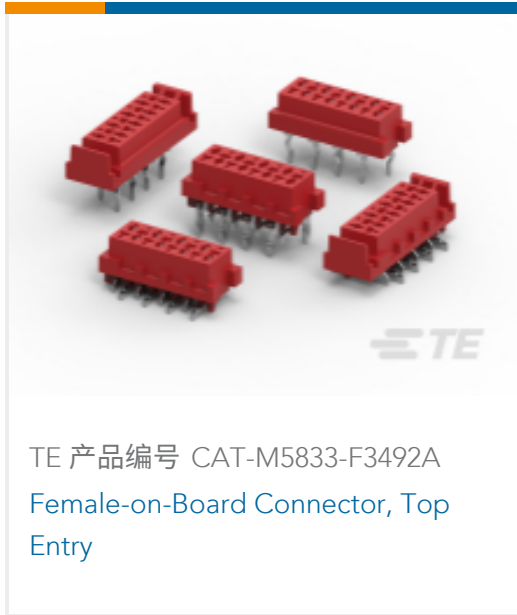 TE
TE 产品编号 CAT-M5833-F3492A
Female-on-Board Connector, Top
Entry